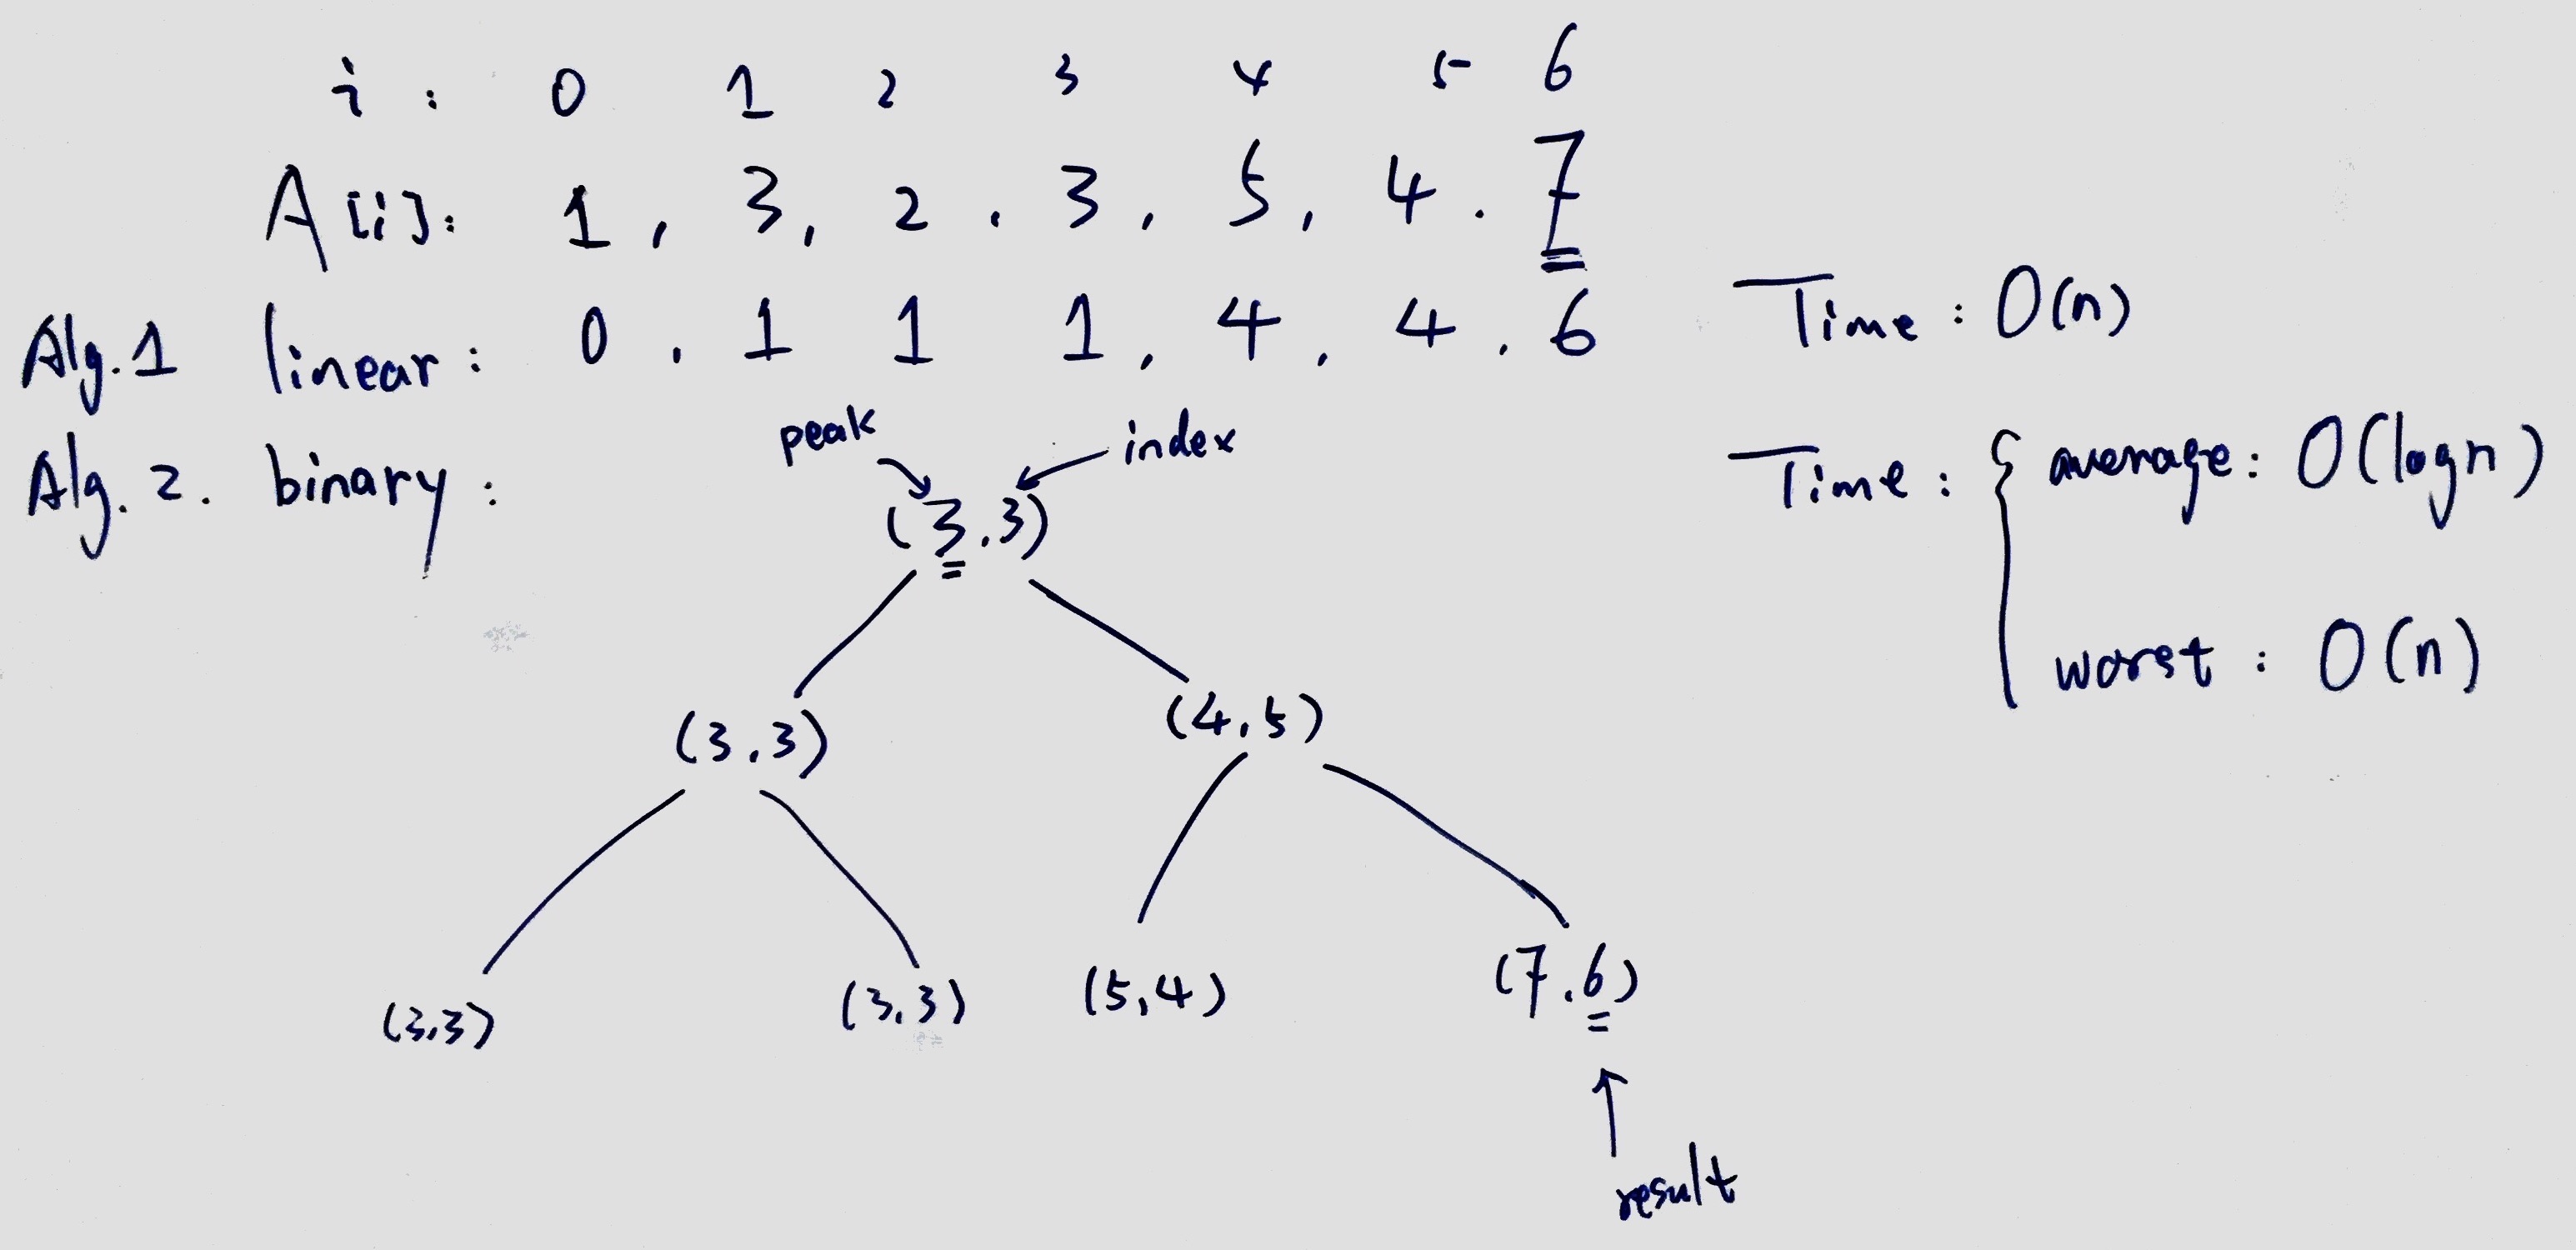 i : 0 1 2 3 4 5 6
A[i]: 1, 3, 2, 3, 5, 4, 7
Alg.1 linear: 0, 1 1 1, 4, 4, 6 Time: O(n)
Alg. 2. binary: Time: { average: O(logn)
worst: O(n)
peak index
(3,3)
(3,3) (4,5)
(3,3) (3,3) (5,4) (7,6)
result